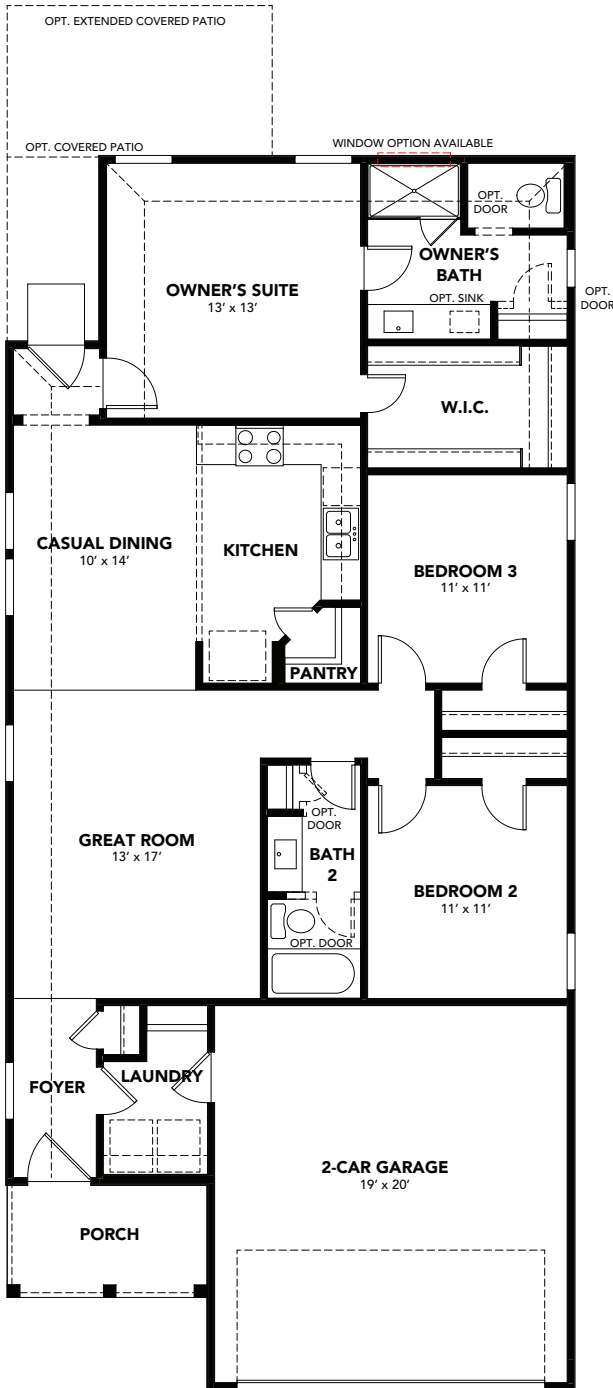 OPT. EXTENDED COVERED PATIO
OPT. COVERED PATIO
WINDOW OPTION AVAILABLE
OPT.
DOOR
OWNER'S
BATH
OPT. SINK
OPT.
DOOR
OWNER'S SUITE
13' x 13'
W.I.C.
CASUAL DINING
10' x 14'
KITCHEN
BEDROOM 3
11' x 11'
PANTRY
GREAT ROOM
13' x 17'
OPT.
DOOR
BATH
2
OPT. DOOR
BEDROOM 2
11' x 11'
FOYER
LAUNDRY
2-CAR GARAGE
19' x 20'
PORCH